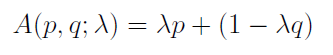 A(p, q; λ) = λp + (1 − λq)